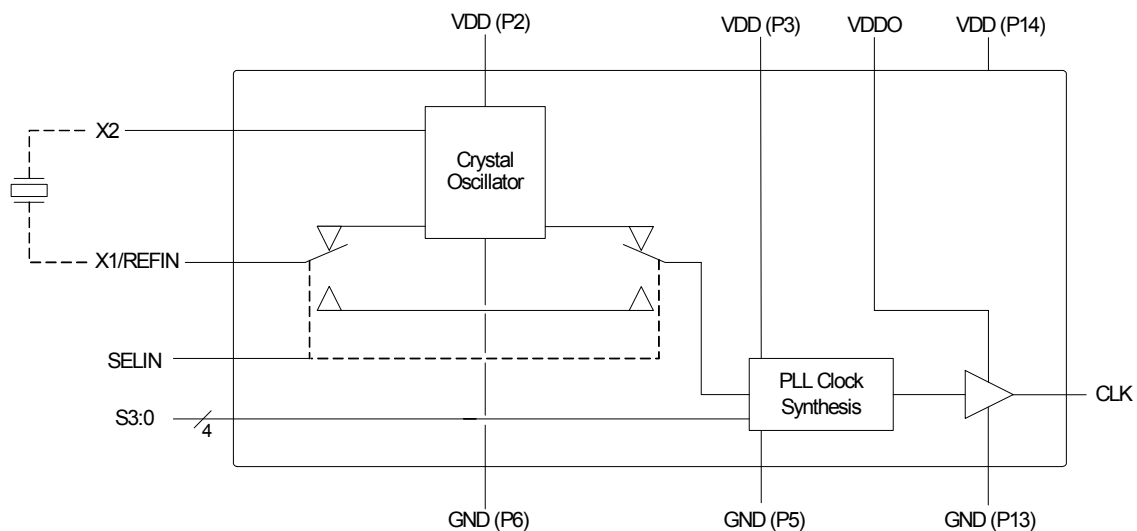 VDD (P2)
VDD (P3)
VDDO
VDD (P14)
X2
Crystal
Oscillator
X1/REFIN
SELIN
PLL Clock
Synthesis
CLK
S3:0
4
GND (P6)
GND (P5)
GND (P13)